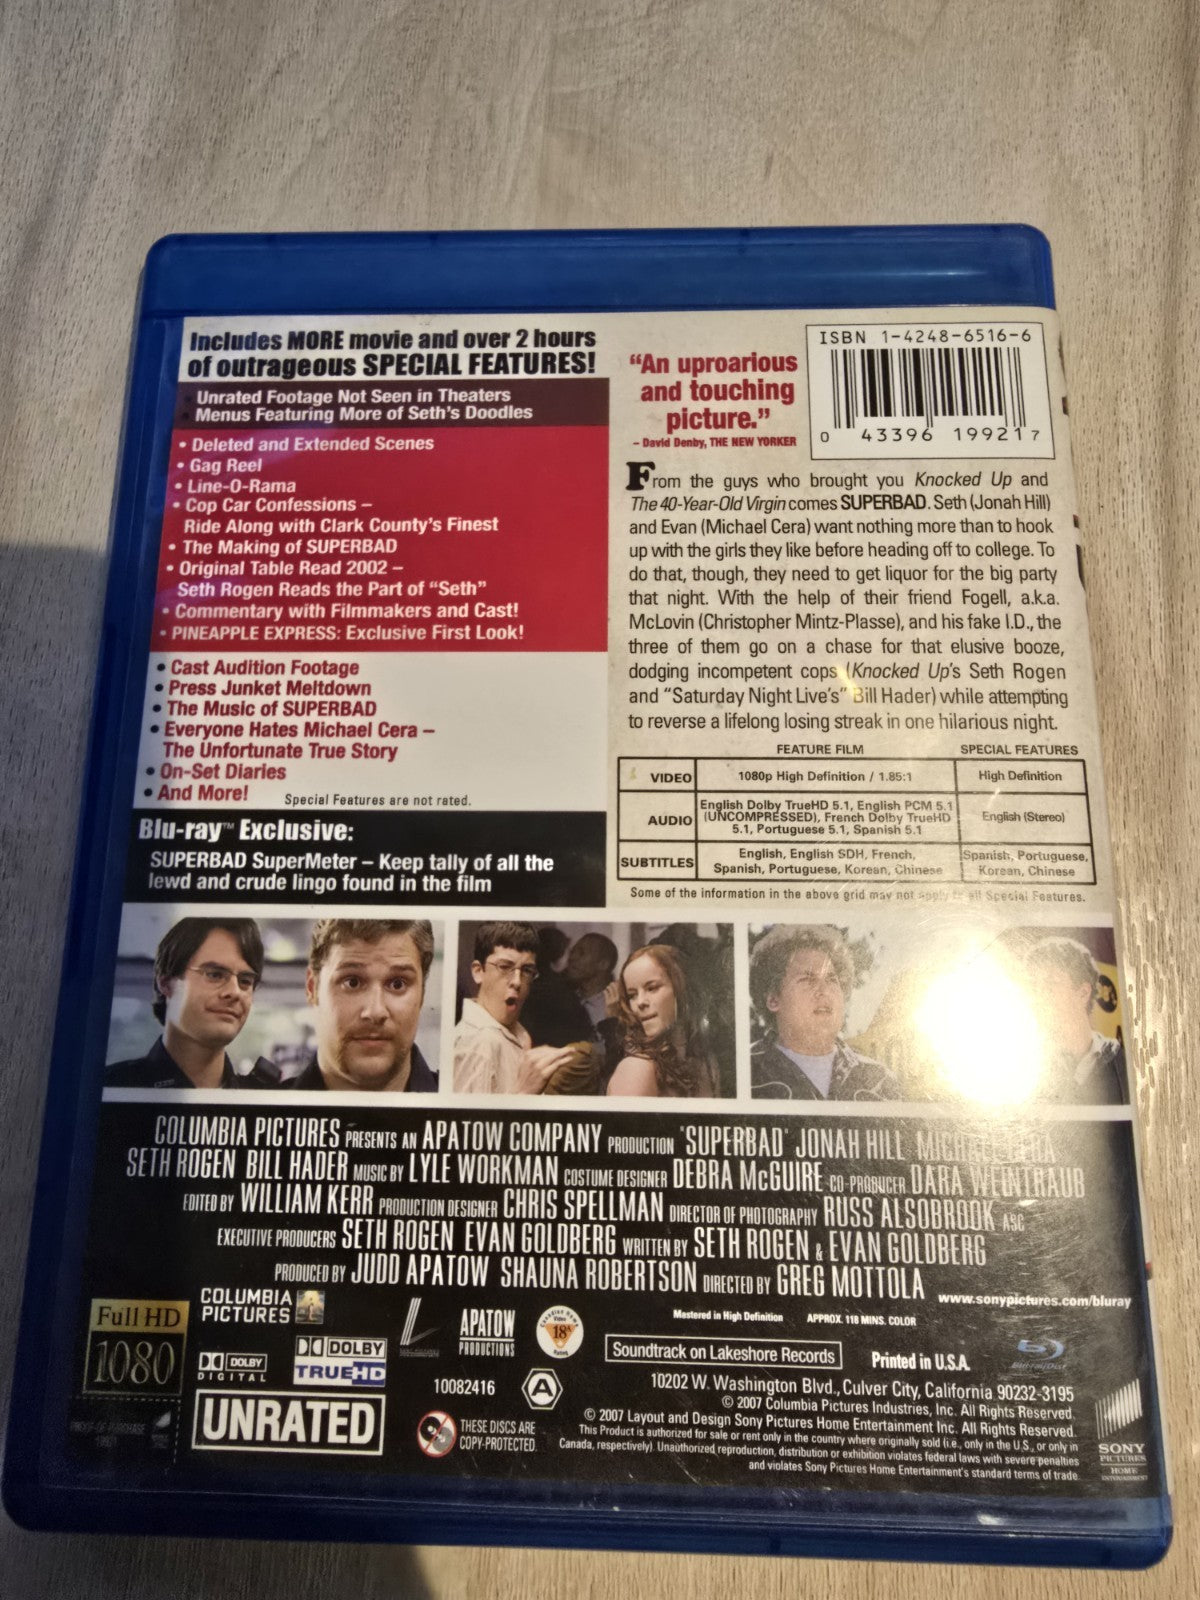 Includes MORE movie and over 2 hours
of outrageous SPECIAL FEATURES!
• Unrated Footage Not Seen in Theaters
• Menus Featuring More of Seth's Doodles
• Deleted and Extended Scenes
• Gag Reel
• Line-O-Rama
• Cop Car Confessions –
Ride Along with Clark County's Finest
• The Making of SUPERBAD
• Original Table Read 2002 –
Seth Rogen Reads the Part of "Seth"
• Commentary with Filmmakers and Cast!
• PINEAPPLE EXPRESS: Exclusive First Look!
• Cast Audition Footage
• Press Junket Meltdown
• The Music of SUPERBAD
• Everyone Hates Michael Cera –
The Unfortunate True Story
• On-Set Diaries
• And More!
Special Features are not rated.
Blu-ray™ Exclusive:
SUPERBAD SuperMeter – Keep tally of all the
lewd and crude lingo found in the film
"An uproarious
and touching
picture."
– David Denby, THE NEW YORKER
ISBN 1-4248-6516-6
0 43396 19921 7
From the guys who brought you Knocked Up and
The 40-Year-Old Virgin comes SUPERBAD. Seth (Jonah Hill)
and Evan (Michael Cera) want nothing more than to hook
up with the girls they like before heading off to college. To
do that, though, they need to get liquor for the big party
that night. With the help of their friend Fogell, a.k.a.
McLovin (Christopher Mintz-Plasse), and his fake I.D., the
three of them go on a chase for that elusive booze,
dodging incompetent cops (Knocked Up's Seth Rogen
and "Saturday Night Live's" Bill Hader) while attempting
to reverse a lifelong losing streak in one hilarious night.
FEATURE FILM SPECIAL FEATURES
VIDEO 1080p High Definition / 1.85:1 High Definition
AUDIO English Dolby TrueHD 5.1, English PCM 5.1 (UNCOMPRESSED), French Dolby TrueHD 5.1, Portuguese 5.1, Spanish 5.1 English (Stereo)
SUBTITLES English, English SDH, French, Spanish, Portuguese, Korean, Chinese Spanish, Portuguese, Korean, Chinese
Some of the information in the above grid may not apply to all Special Features.
COLUMBIA PICTURES PRESENTS AN APATOW COMPANY PRODUCTION "SUPERBAD" JONAH HILL MICHAEL CERA
SETH ROGEN BILL HADER MUSIC BY LYLE WORKMAN COSTUME DESIGNER DEBRA McGUIRE CO-PRODUCER DARA WEINTRAUB
EDITED BY WILLIAM KERR PRODUCTION DESIGNER CHRIS SPELLMAN DIRECTOR OF PHOTOGRAPHY RUSS ALSOBROOK ASC
EXECUTIVE PRODUCERS SETH ROGEN EVAN GOLDBERG WRITTEN BY SETH ROGEN & EVAN GOLDBERG
PRODUCED BY JUDD APATOW SHAUNA ROBERTSON DIRECTED BY GREG MOTTOLA
www.sonypictures.com/bluray
Full HD
1080
COLUMBIA
PICTURES
DOLBY
DIGITAL
DOLBY
TRUEHD
UNRATED
APATOW
PRODUCTIONS
10082416
Canadian Home
Video
18A
Rated
A
THESE DISCS ARE
COPY-PROTECTED.
Mastered in High Definition APPROX. 118 MINS. COLOR
Soundtrack on Lakeshore Records
Printed in U.S.A.
Blu-ray Disc
10202 W. Washington Blvd., Culver City, California 90232-3195
© 2007 Columbia Pictures Industries, Inc. All Rights Reserved.
© 2007 Layout and Design Sony Pictures Home Entertainment Inc. All Rights Reserved.
This Product is authorized for sale or rent only in the country where originally sold (i.e., only in the U.S., or only in
Canada, respectively). Unauthorized reproduction, distribution or exhibition violates federal laws with severe penalties
and violates Sony Pictures Home Entertainment's standard terms of trade.
SONY
PICTURES
HOME
ENTERTAINMENT
PROOF-OF-PURCHASE